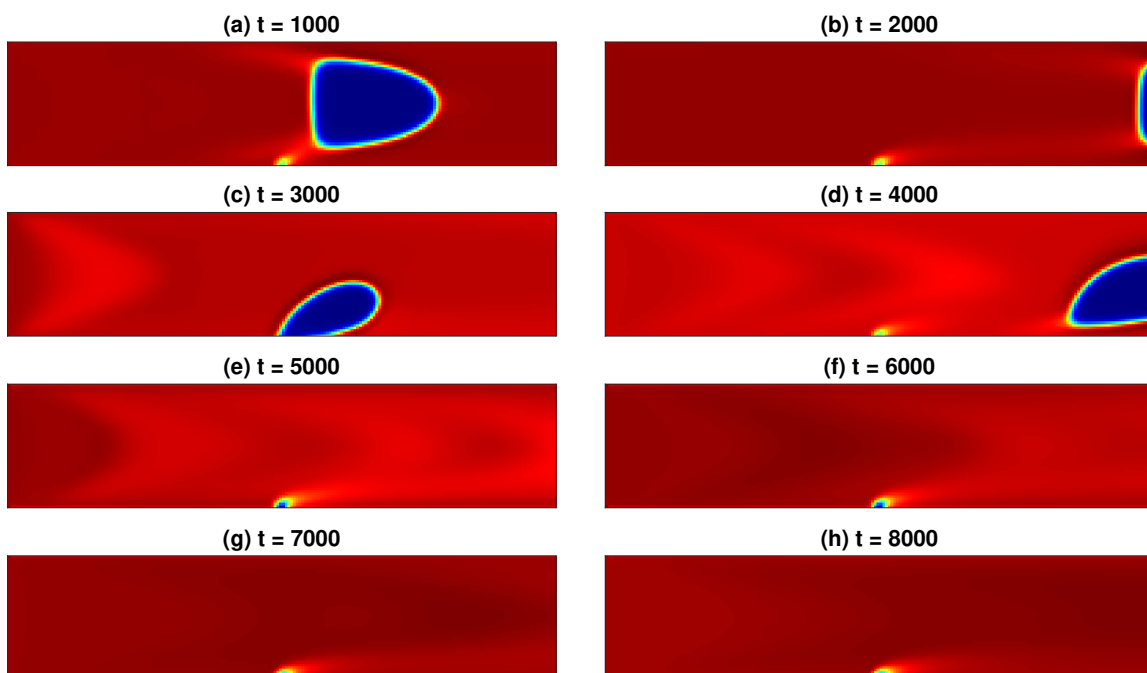 (a) t = 1000
(b) t = 2000
(c) t = 3000
(d) t = 4000
(e) t = 5000
(f) t = 6000
(g) t = 7000
(h) t = 8000